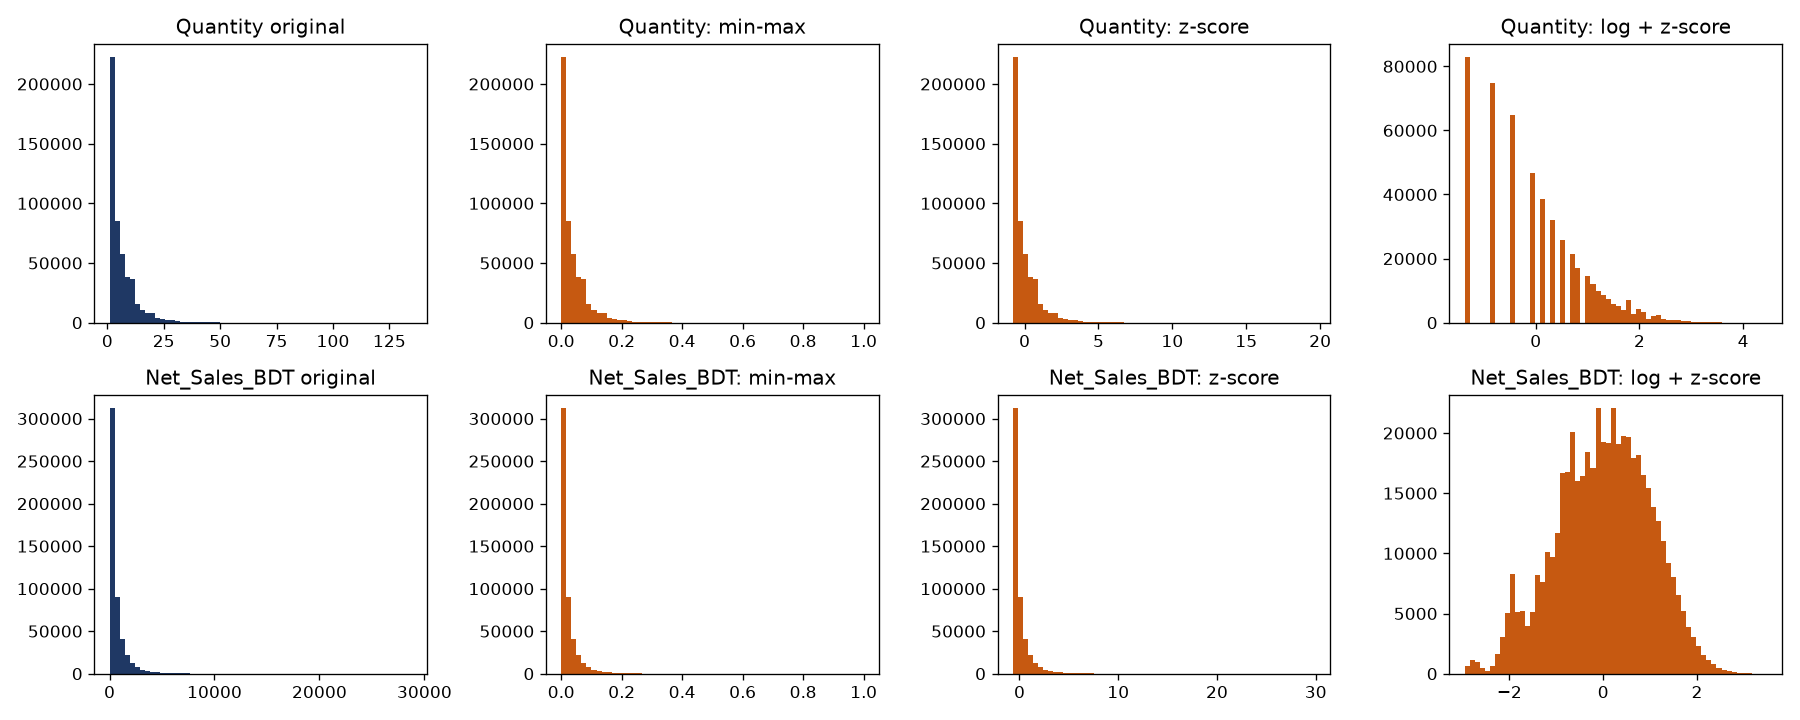 Quantity original
200000
150000
100000
50000
0
0 25 50 75 100 125
Quantity: min-max
200000
150000
100000
50000
0
0.0 0.2 0.4 0.6 0.8 1.0
Quantity: z-score
200000
150000
100000
50000
0
0 5 10 15 20
Quantity: log + z-score
80000
60000
40000
20000
0
0 2 4
Net_Sales_BDT original
300000
250000
200000
150000
100000
50000
0
0 10000 20000 30000
Net_Sales_BDT: min-max
300000
250000
200000
150000
100000
50000
0
0.0 0.2 0.4 0.6 0.8 1.0
Net_Sales_BDT: z-score
300000
250000
200000
150000
100000
50000
0
0 10 20 30
Net_Sales_BDT: log + z-score
20000
15000
10000
5000
0
−2 0 2